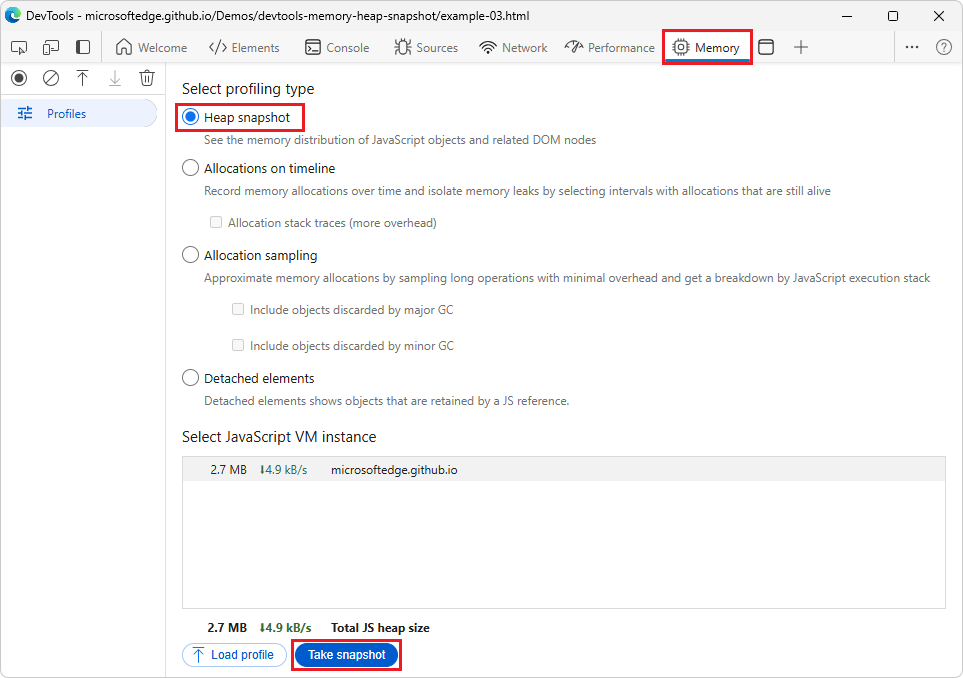 DevTools - microsoftedge.github.io/Demos/devtools-memory-heap-snapshot/example-03.html
Welcome </> Elements Console Sources Network Performance Memory
Profiles
Select profiling type
Heap snapshot
See the memory distribution of JavaScript objects and related DOM nodes
Allocations on timeline
Record memory allocations over time and isolate memory leaks by selecting intervals with allocations that are still alive
Allocation stack traces (more overhead)
Allocation sampling
Approximate memory allocations by sampling long operations with minimal overhead and get a breakdown by JavaScript execution stack
Include objects discarded by major GC
Include objects discarded by minor GC
Detached elements
Detached elements shows objects that are retained by a JS reference.
Select JavaScript VM instance
2.7 MB ⬇4.9 kB/s microsoftedge.github.io
2.7 MB ⬇4.9 kB/s Total JS heap size
Load profile Take snapshot